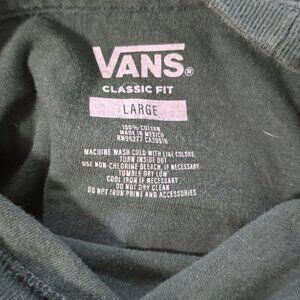 VANS®
CLASSIC FIT
LARGE
100% COTTON
MADE IN MEXICO
RN96277 CA30516
MACHINE WASH COLD WITH LIKE COLORS,
TURN INSIDE OUT
USE NON-CHLORINE BLEACH, IF NECESSARY
TUMBLE DRY LOW
COOL IRON IF NECESSARY
DO NOT DRY CLEAN
DO NOT IRON PRINT AND ACCESSORIES